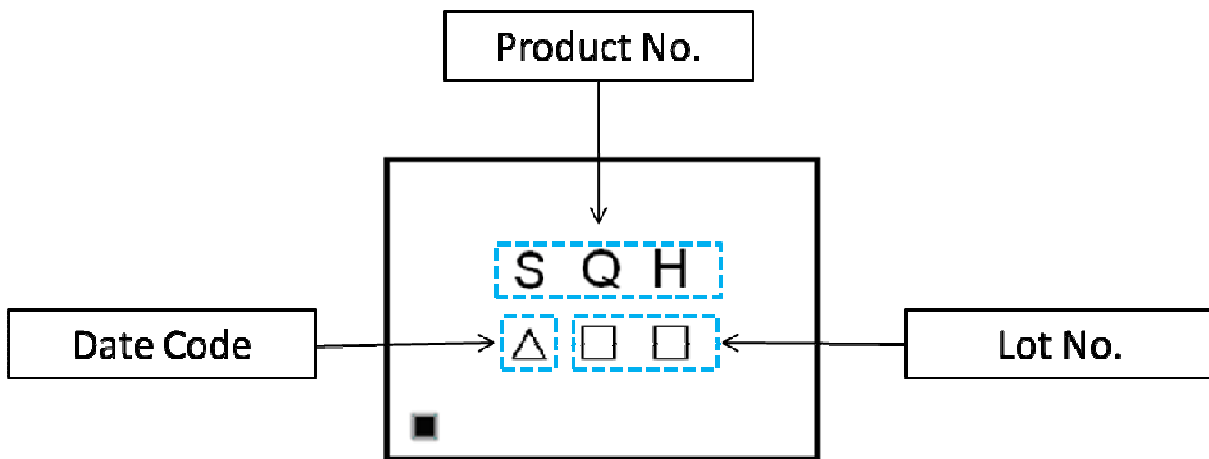 Product No.
S Q H
Date Code
△ □ □
Lot No.